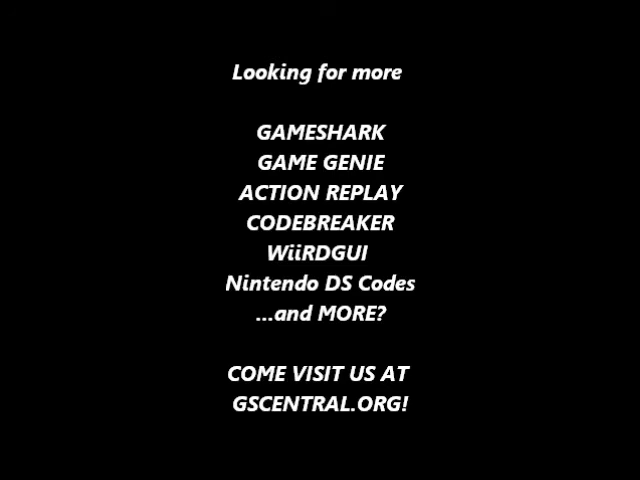 Looking for more
GAMESHARK
GAME GENIE
ACTION REPLAY
CODEBREAKER
WiiRDGUI
Nintendo DS Codes
...and MORE?
COME VISIT US AT
GSCENTRAL.ORG!